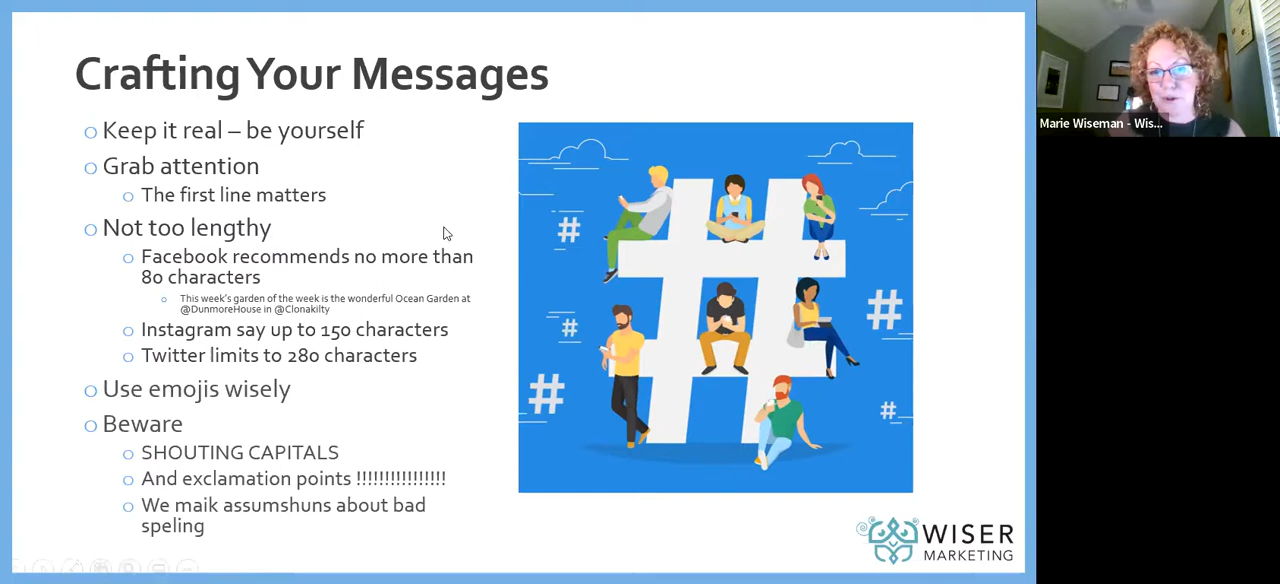 Crafting Your Messages
Keep it real – be yourself
Grab attention
The first line matters
Not too lengthy
Facebook recommends no more than
80 characters
This week's garden of the week is the wonderful Ocean Garden at
@DunmoreHouse in @Clonakilty
Instagram say up to 150 characters
Twitter limits to 280 characters
Use emojis wisely
Beware
SHOUTING CAPITALS
And exclamation points !!!!!!!!!!!!!!!!
We maik assumshuns about bad
speling
#
#
#
#
#
#
WISER
MARKETING
Marie Wiseman - Wis...